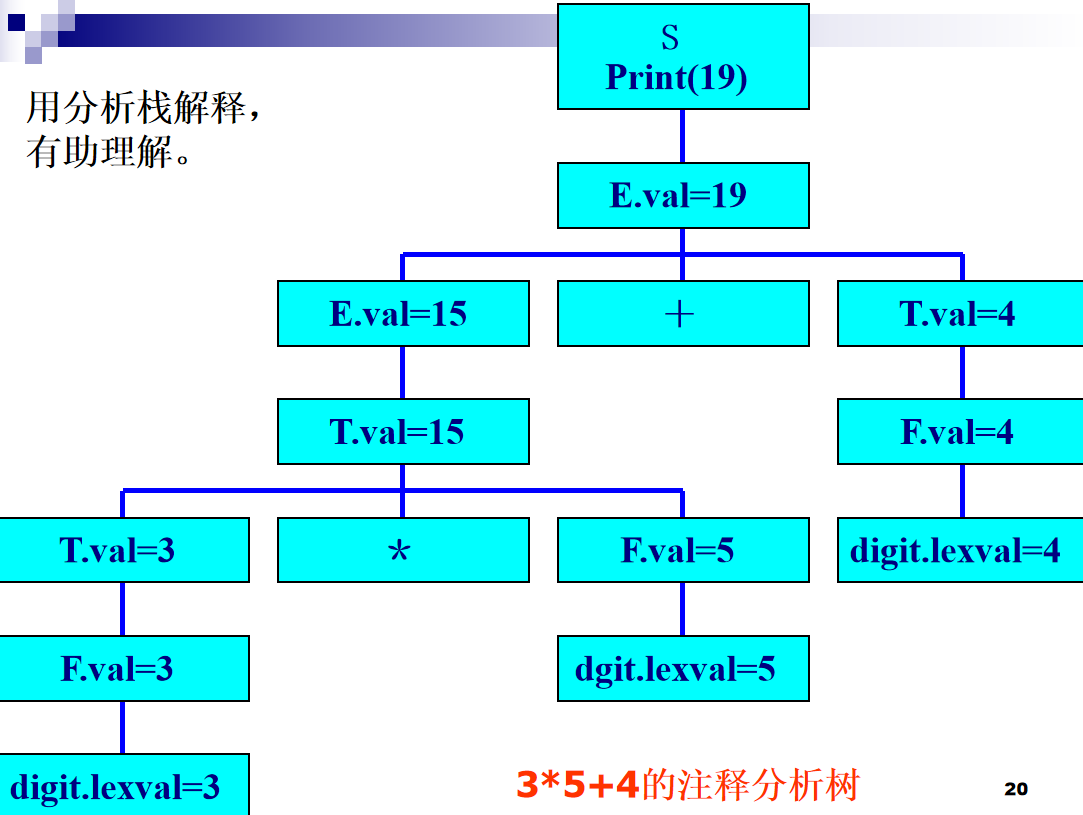 S
Print(19)
用分析栈解释，
有助理解。
E.val=19
E.val=15
＋
T.val=4
T.val=15
F.val=4
T.val=3
*
F.val=5
digit.lexval=4
F.val=3
dgit.lexval=5
digit.lexval=3
3*5+4的注释分析树
20